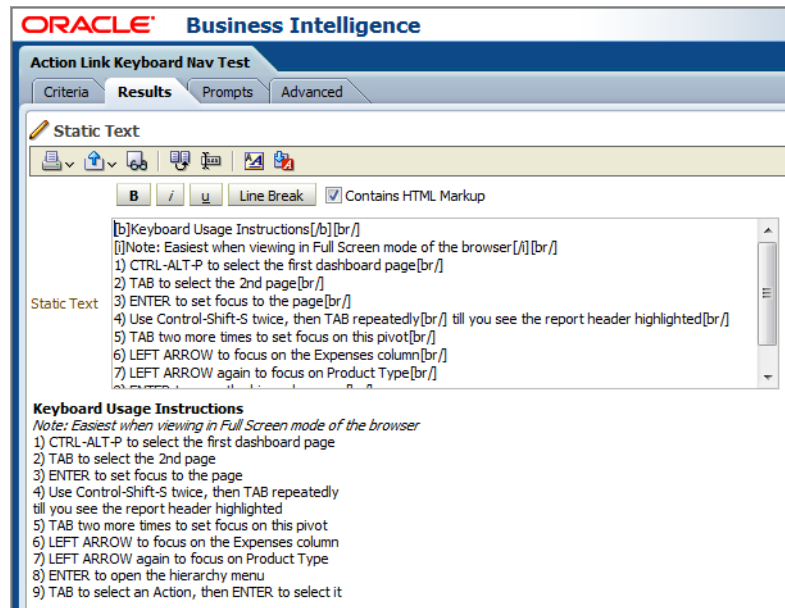 ORACLE Business Intelligence
Action Link Keyboard Nav Test
Criteria Results Prompts Advanced
Static Text
B i u Line Break Contains HTML Markup
Static Text
[b]Keyboard Usage Instructions[/b][br/]
[i]Note: Easiest when viewing in Full Screen mode of the browser[/i][br/]
1) CTRL-ALT-P to select the first dashboard page[br/]
2) TAB to select the 2nd page[br/]
3) ENTER to set focus to the page[br/]
4) Use Control-Shift-S twice, then TAB repeatedly[br/] till you see the report header highlighted[br/]
5) TAB two more times to set focus on this pivot[br/]
6) LEFT ARROW to focus on the Expenses column[br/]
7) LEFT ARROW again to focus on Product Type[br/]
Keyboard Usage Instructions
Note: Easiest when viewing in Full Screen mode of the browser
1) CTRL-ALT-P to select the first dashboard page
2) TAB to select the 2nd page
3) ENTER to set focus to the page
4) Use Control-Shift-S twice, then TAB repeatedly
till you see the report header highlighted
5) TAB two more times to set focus on this pivot
6) LEFT ARROW to focus on the Expenses column
7) LEFT ARROW again to focus on Product Type
8) ENTER to open the hierarchy menu
9) TAB to select an Action, then ENTER to select it